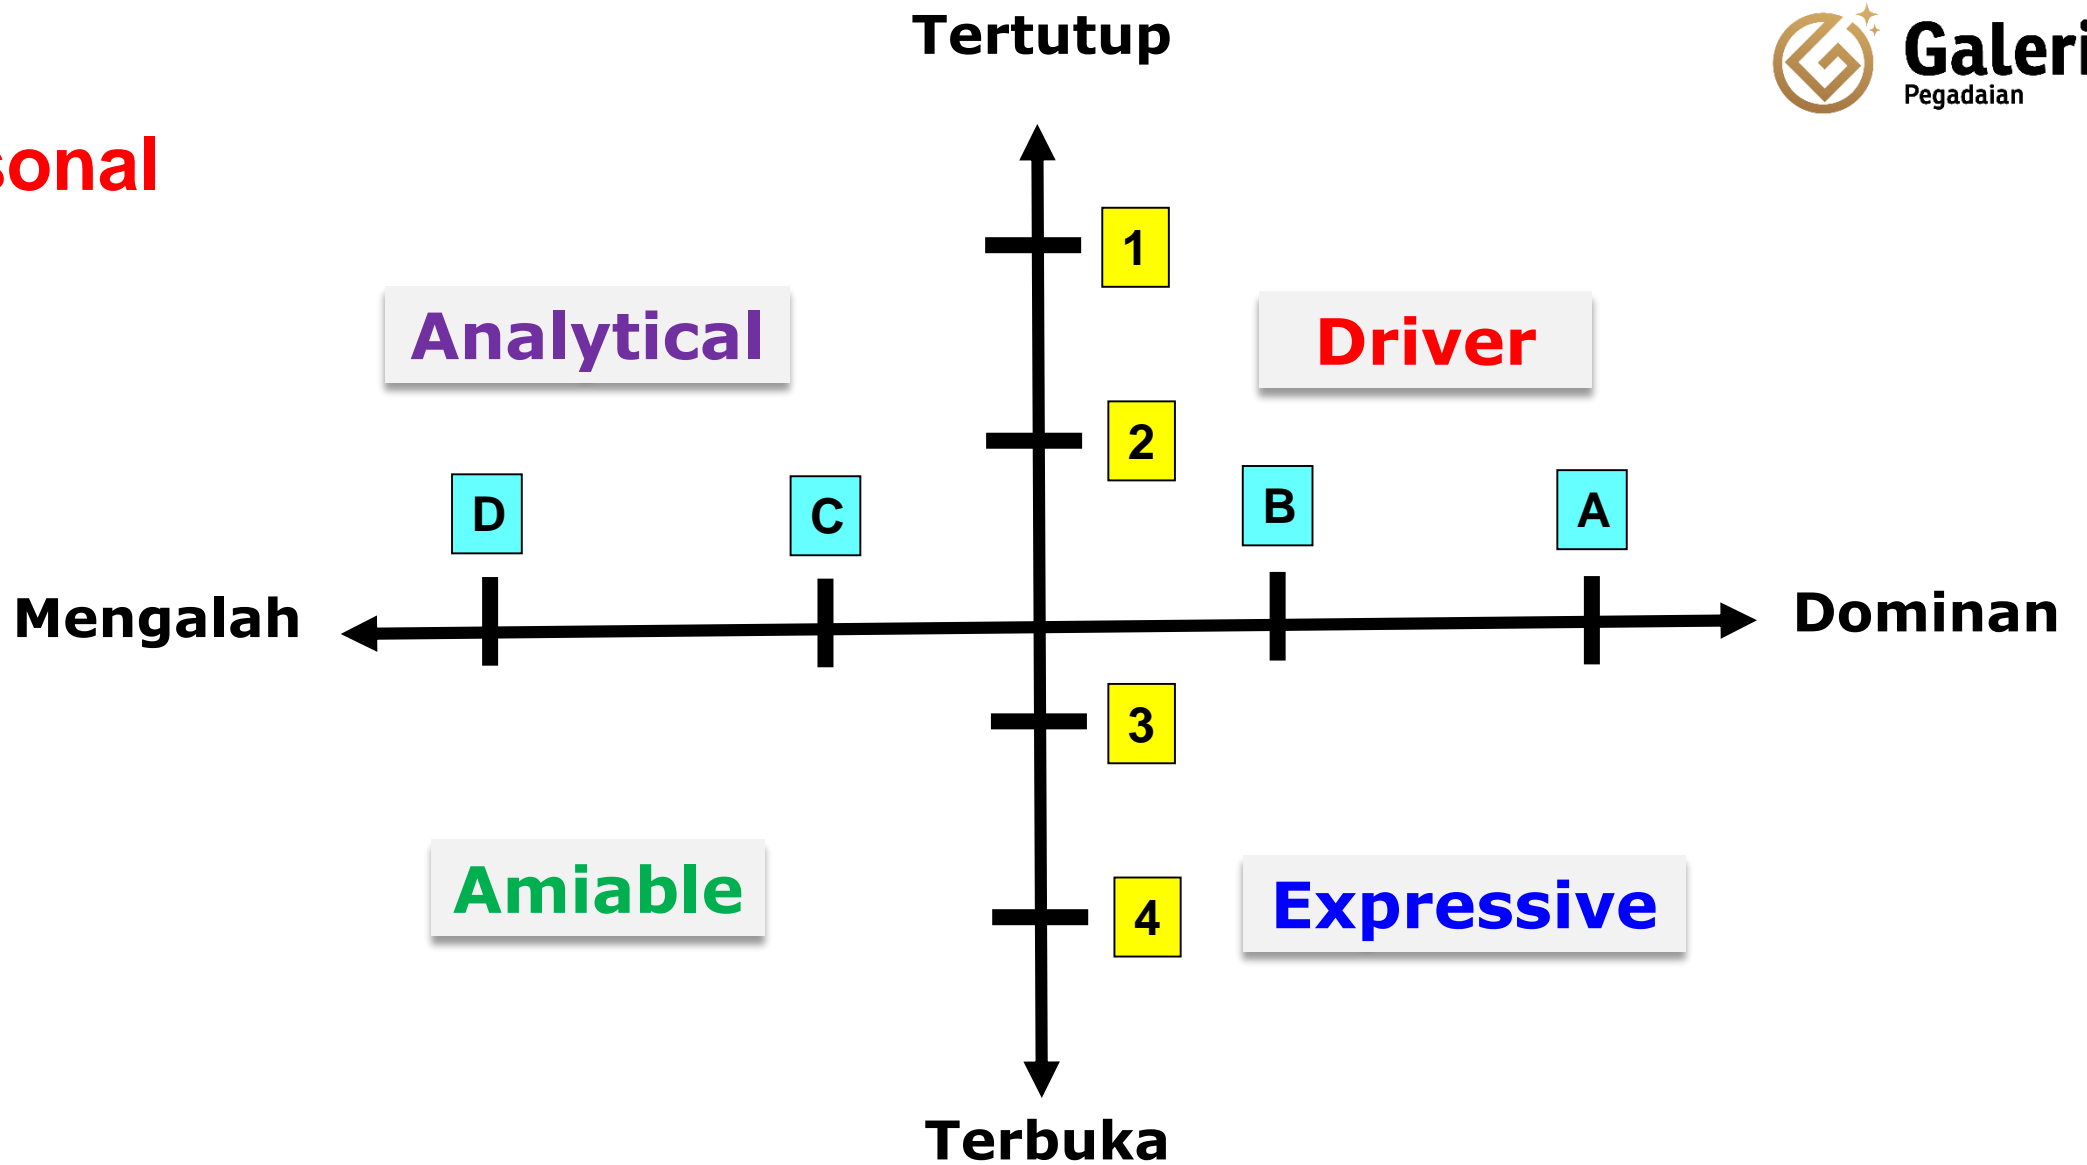 Tertutup
Galeri
Pegadaian
sonal
1
Analytical
Driver
2
D
C
B
A
Mengalah
Dominan
3
Amiable
4
Expressive
Terbuka